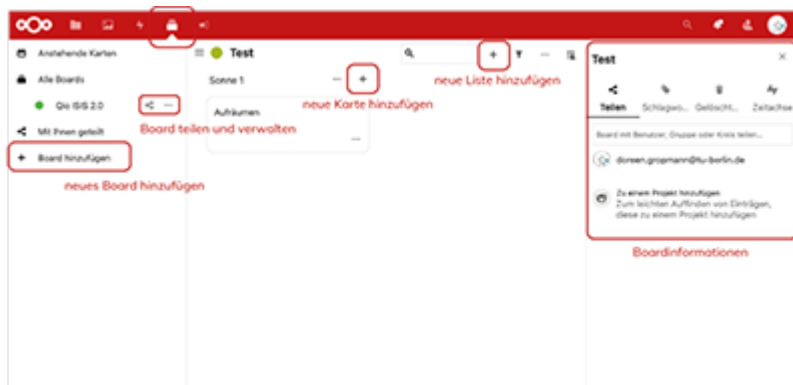 Anstehende Karten
Alle Boards
Qio ISIS 2.0
Mit Ihnen geteilt
Board hinzufügen
Board teilen und verwalten
neues Board hinzufügen
Test
Sonne 1
neue Karte hinzufügen
neue Liste hinzufügen
Aufräumen
Test
Teilen Schlagwo... Gelöscht... Zeitachse
Board mit Benutzer, Gruppe oder Kreis teilen...
doreen.gropmann@tu-berlin.de
Zu einem Projekt hinzufügen
Zum leichten Auffinden von Einträgen,
diese zu einem Projekt hinzufügen
Boardinformationen